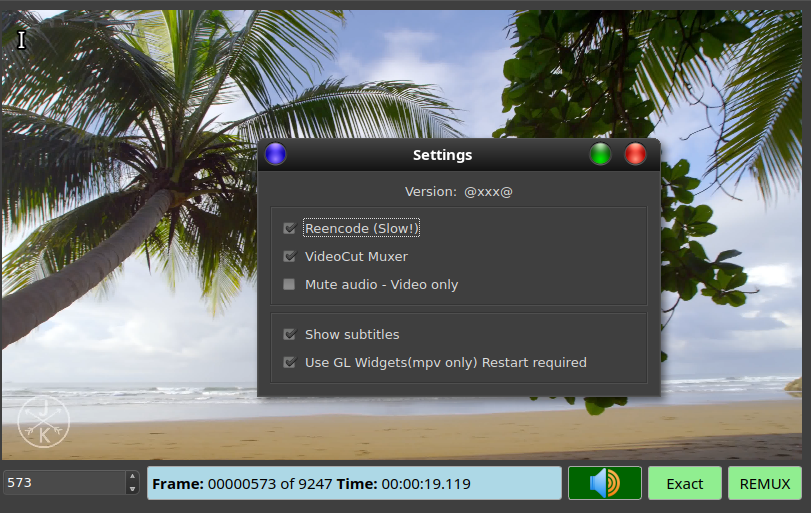 Settings
Version: @xxx@
Reencode (Slow!)
VideoCut Muxer
Mute audio - Video only
Show subtitles
Use GL Widgets(mpv only) Restart required
J
K
573
Frame: 00000573 of 9247 Time: 00:00:19.119
Exact
REMUX